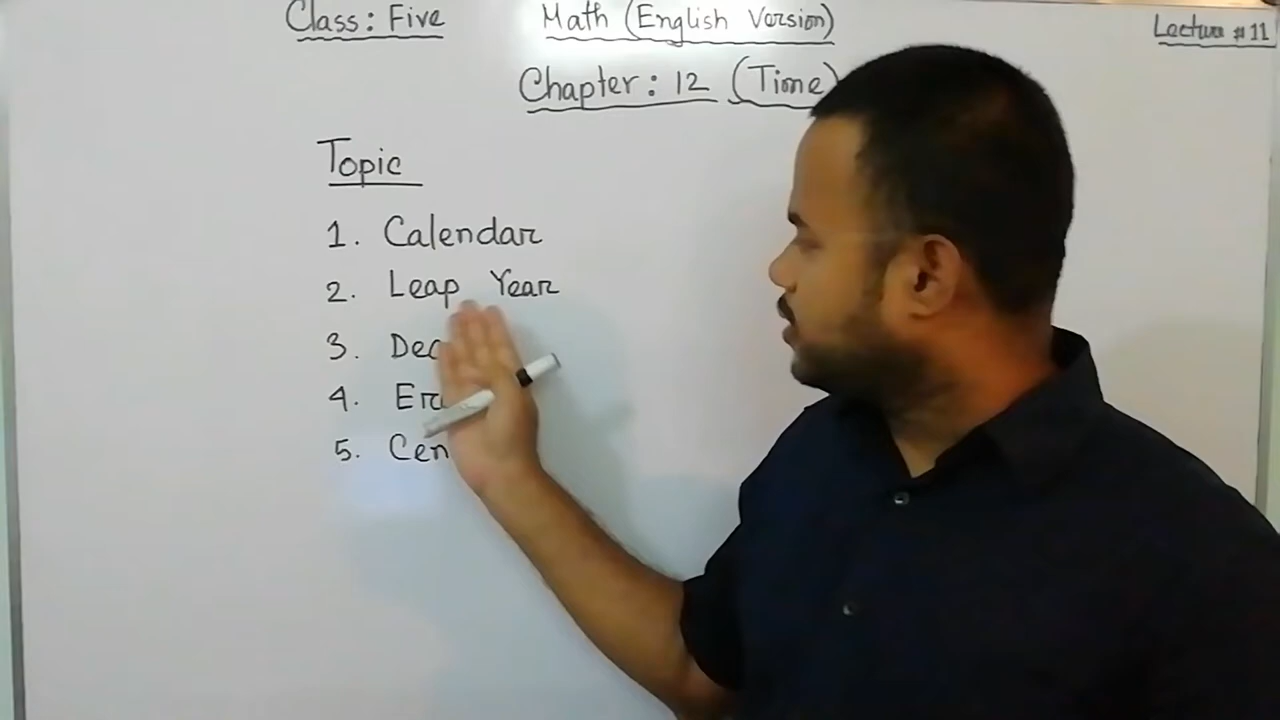 Class: Five
Math (English Version)
Lecture #11
Chapter: 12 (Time)
Topic
1. Calendar
2. Leap Year
3.
4.
5.